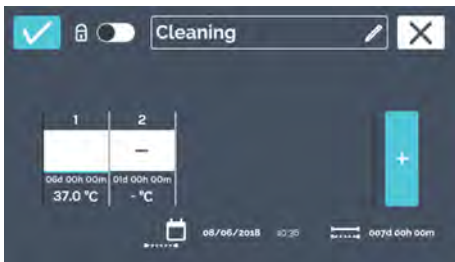 Cleaning
1 2
–
06d 00h 00m 01d 00h 00m
37.0 °C - °C
08/06/2018 10:36 007d 00h 00m
+